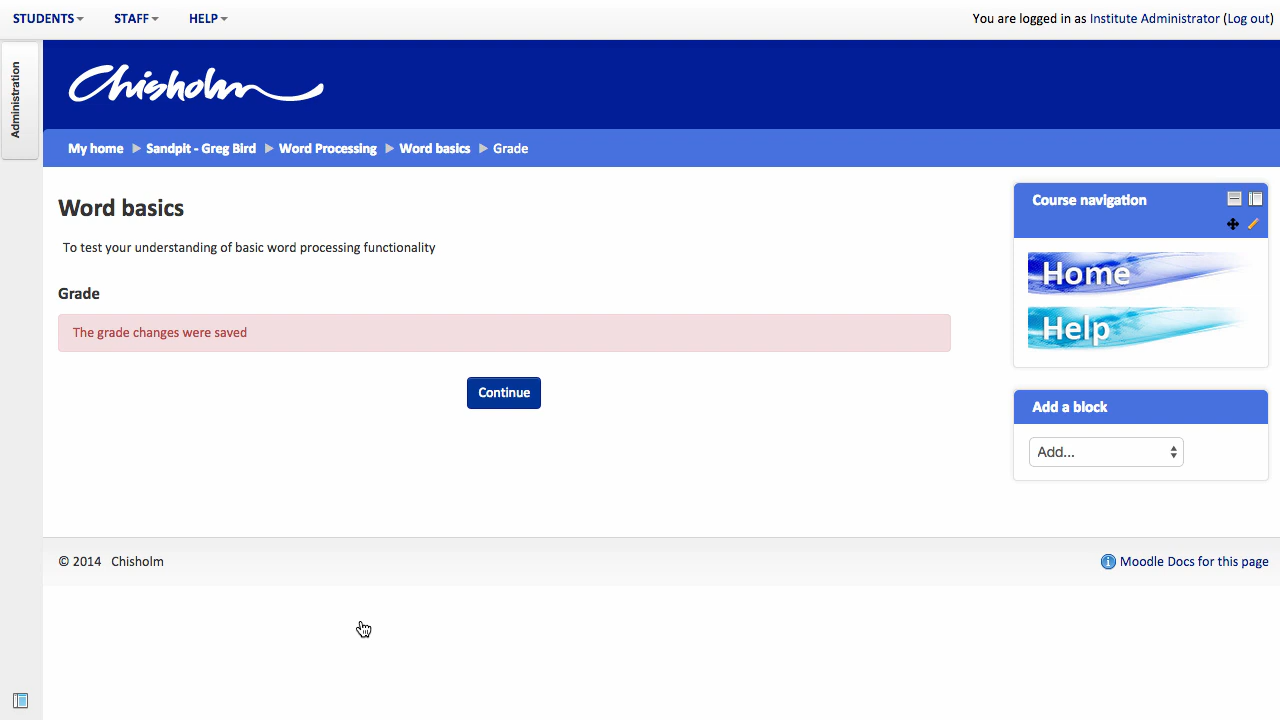 STUDENTS STAFF HELP You are logged in as Institute Administrator (Log out)
Administration
Chisholm
My home Sandpit - Greg Bird Word Processing Word basics Grade
Word basics
To test your understanding of basic word processing functionality
Grade
The grade changes were saved
Continue
Course navigation
Home
Help
Add a block
Add...
© 2014 Chisholm
Moodle Docs for this page